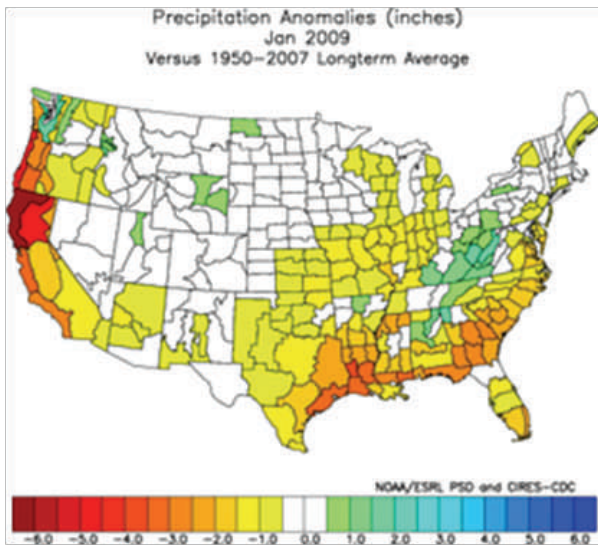 Precipitation Anomalies (inches)
Jan 2009
Versus 1950-2007 Longterm Average
NOAA/ESRL PSD and CIRES-CDC
-6.0 -5.0 -4.0 -3.0 -2.0 -1.0 0.0 1.0 2.0 3.0 4.0 5.0 6.0